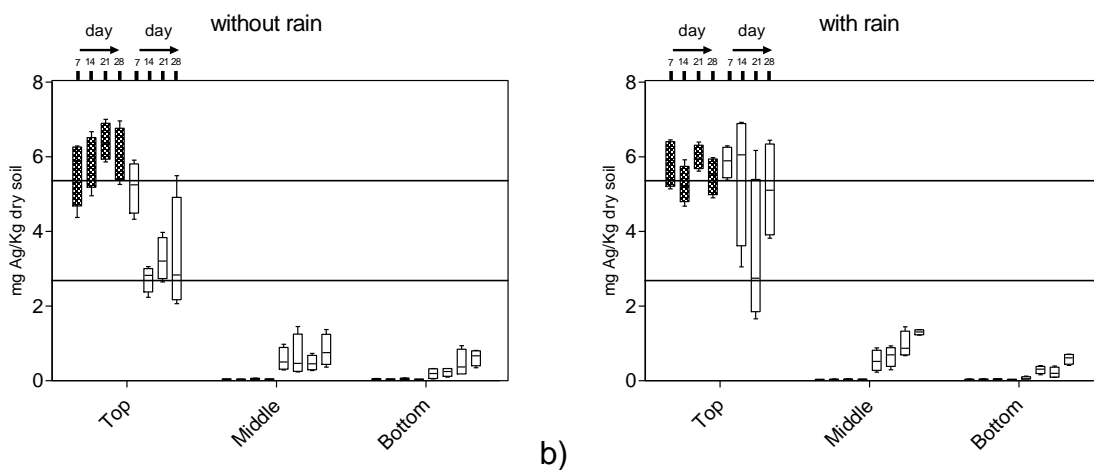 without rain
day day
7 14 21 28 7 14 21 28
8
6
4
2
0
mg Ag/Kg dry soil
Top Middle Bottom
with rain
day day
7 14 21 28 7 14 21 28
8
6
4
2
0
mg Ag/Kg dry soil
Top Middle Bottom
b)